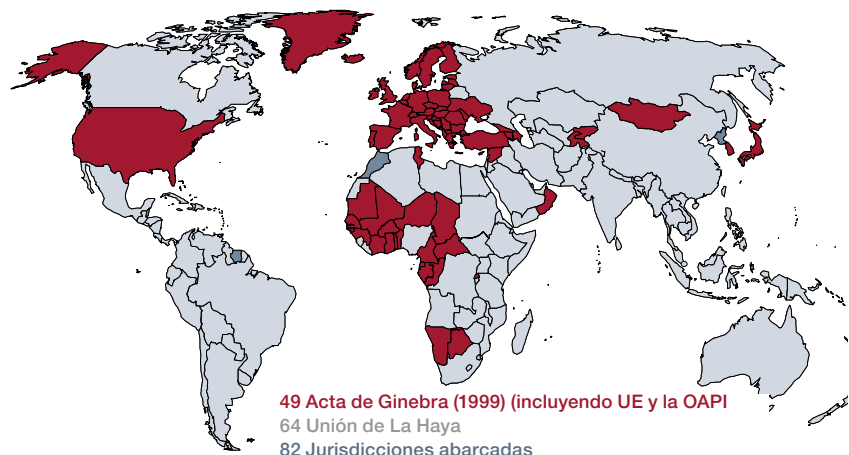 49 Acta de Ginebra (1999) (incluyendo UE y la OAPI
64 Unión de La Haya
82 Jurisdicciones abarcadas